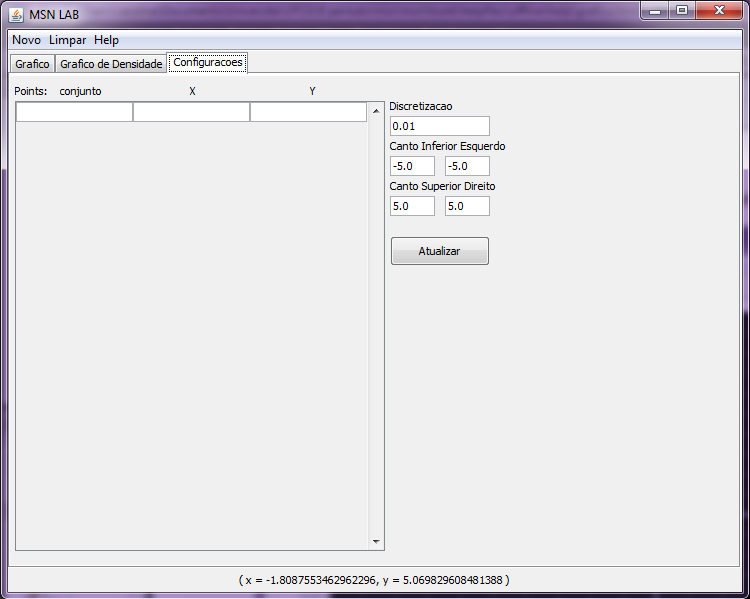 MSN LAB
Novo Limpar Help
Grafico Grafico de Densidade Configuracoes
Points: conjunto X Y
Discretizacao
0.01
Canto Inferior Esquerdo
-5.0 -5.0
Canto Superior Direito
5.0 5.0
Atualizar
( x = -1.8087553462962296, y = 5.069829608481388 )